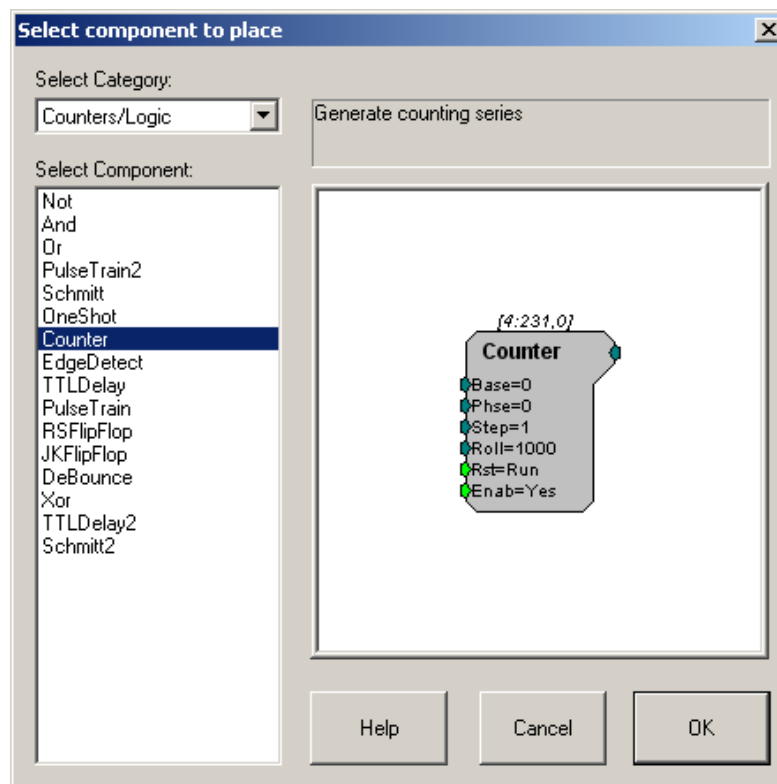 Select component to place
Select Category:
Counters/Logic
Generate counting series
Select Component:
Not
And
Or
PulseTrain2
Schmitt
OneShot
Counter
EdgeDetect
TTLDelay
PulseTrain
RSFlipFlop
JKFlipFlop
DeBounce
Xor
TTLDelay2
Schmitt2
[4:231,0]
Counter
Base=0
Phse=0
Step=1
Roll=1000
Rst=Run
Enab=Yes
Help
Cancel
OK